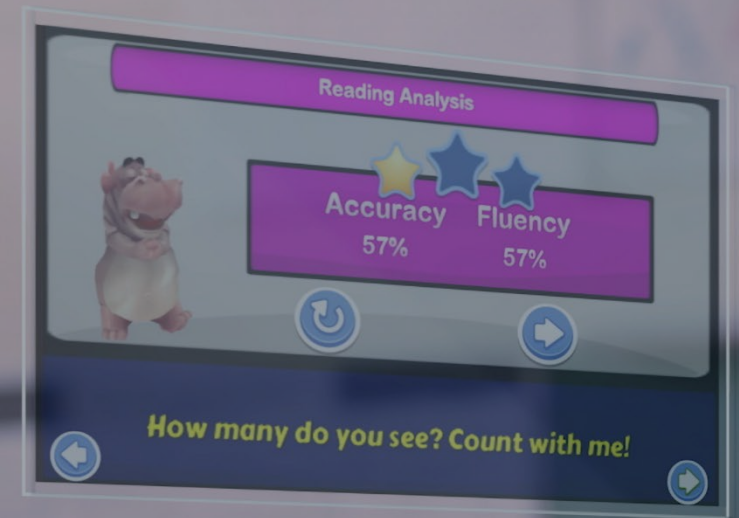 Reading Analysis
Accuracy Fluency
57% 57%
How many do you see? Count with me!